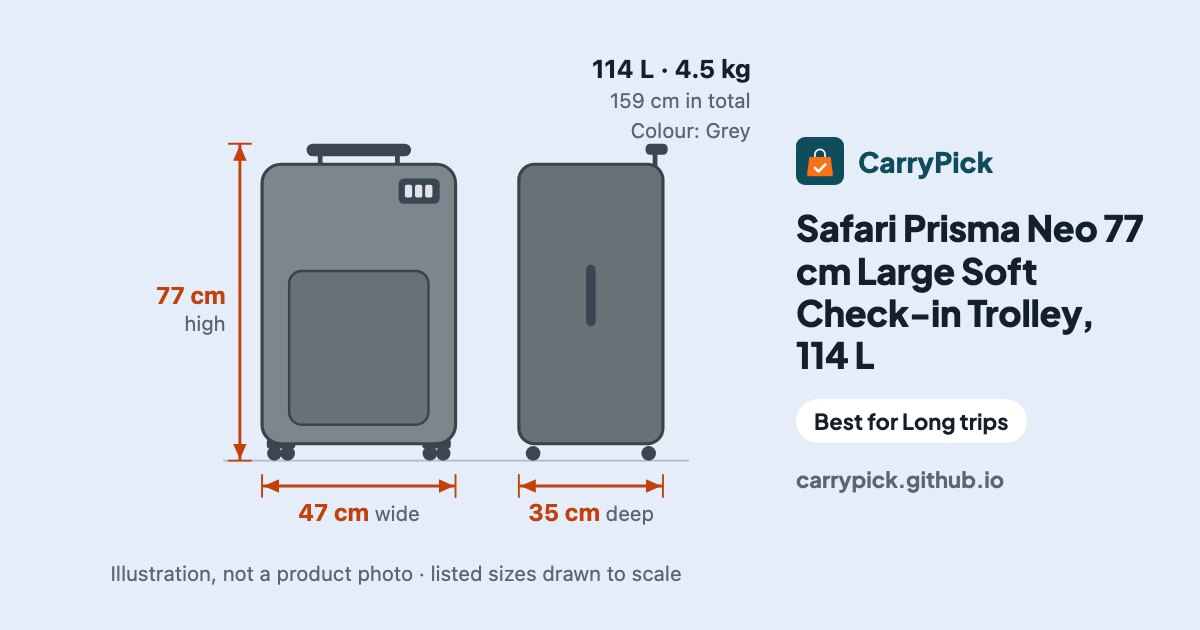 114 L · 4.5 kg
159 cm in total
Colour: Grey
77 cm
high
47 cm wide
35 cm deep
Illustration, not a product photo · listed sizes drawn to scale
CarryPick
Safari Prisma Neo 77
cm Large Soft
Check-in Trolley,
114 L
Best for Long trips
carrypick.github.io